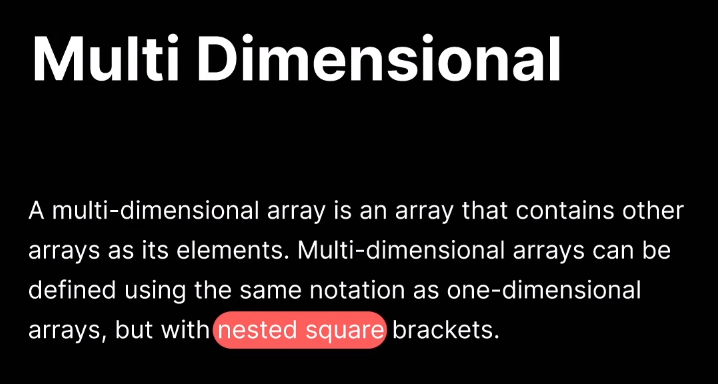 Multi Dimensional
A multi-dimensional array is an array that contains other
arrays as its elements. Multi-dimensional arrays can be
defined using the same notation as one-dimensional
arrays, but with nested square brackets.